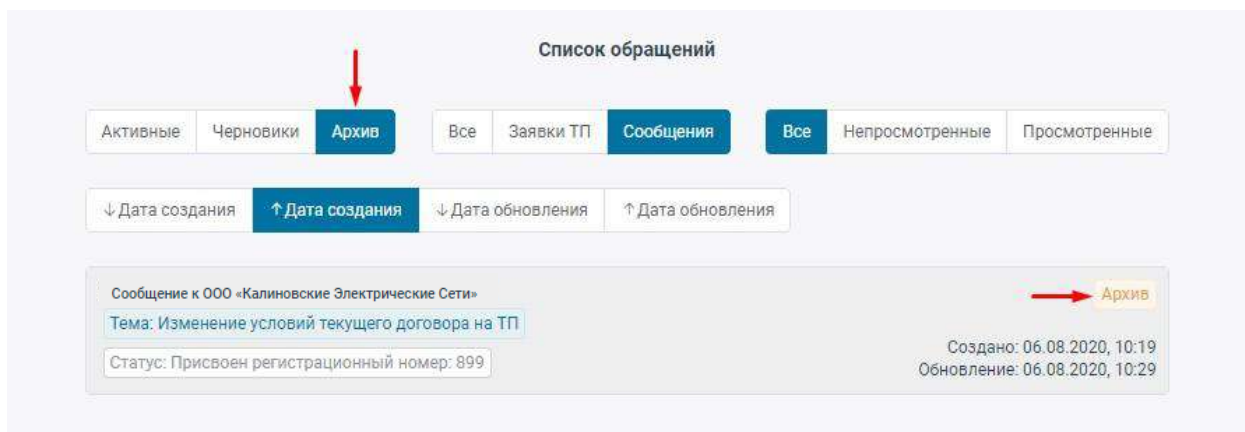 Список обращений
Активные Черновики Архив Все Заявки ТП Сообщения Все Непросмотренные Просмотренные
↓Дата создания ↑Дата создания ↓Дата обновления ↑Дата обновления
Сообщение к ООО «Калиновские Электрические Сети» Архив
Тема: Изменение условий текущего договора на ТП
Создано: 06.08.2020, 10:19
Статус: Присвоен регистрационный номер: 899
Обновление: 06.08.2020, 10:29